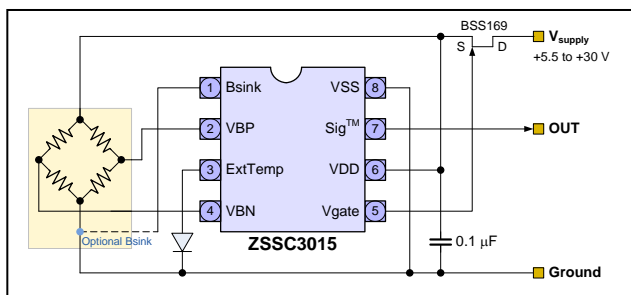 BSS169
S
D
Vsupply
+5.5 to +30 V
1 Bsink
VSS 8
2 VBP
Sig™ 7
OUT
3 ExtTemp
VDD 6
4 VBN
Vgate 5
Optional Bsink
ZSSC3015
0.1 µF
Ground